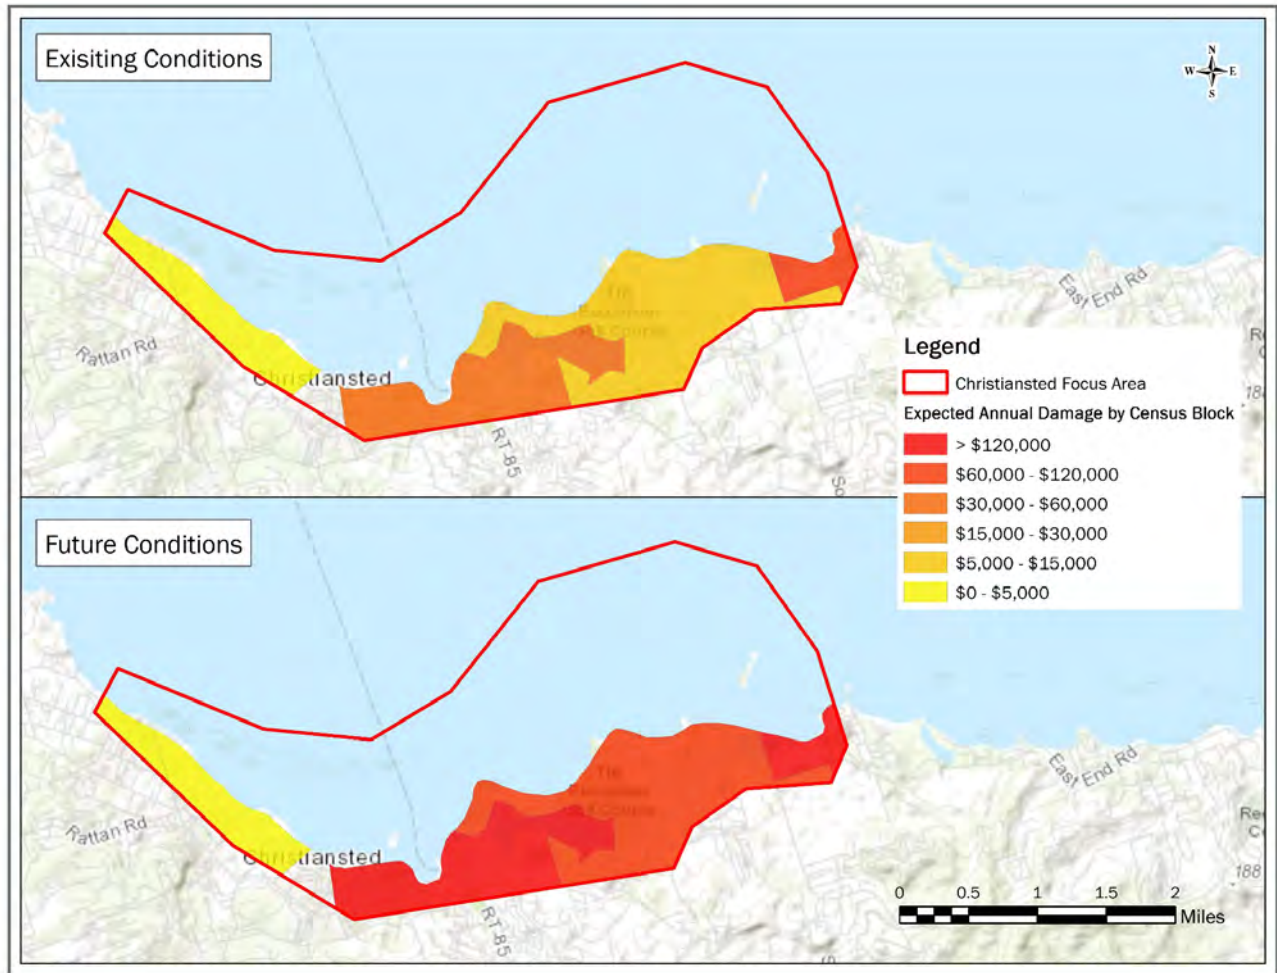 Exisiting Conditions
N
W E
S
East End Rd
Rattan Rd
Christiansted
RT-85
So
188
Legend
Christiansted Focus Area
Expected Annual Damage by Census Block
> $120,000
$60,000 - $120,000
$30,000 - $60,000
$15,000 - $30,000
$5,000 - $15,000
$0 - $5,000
Future Conditions
East End Rd
Rattan Rd
Christiansted
RT-85
188
0 0.5 1 1.5 2
Miles